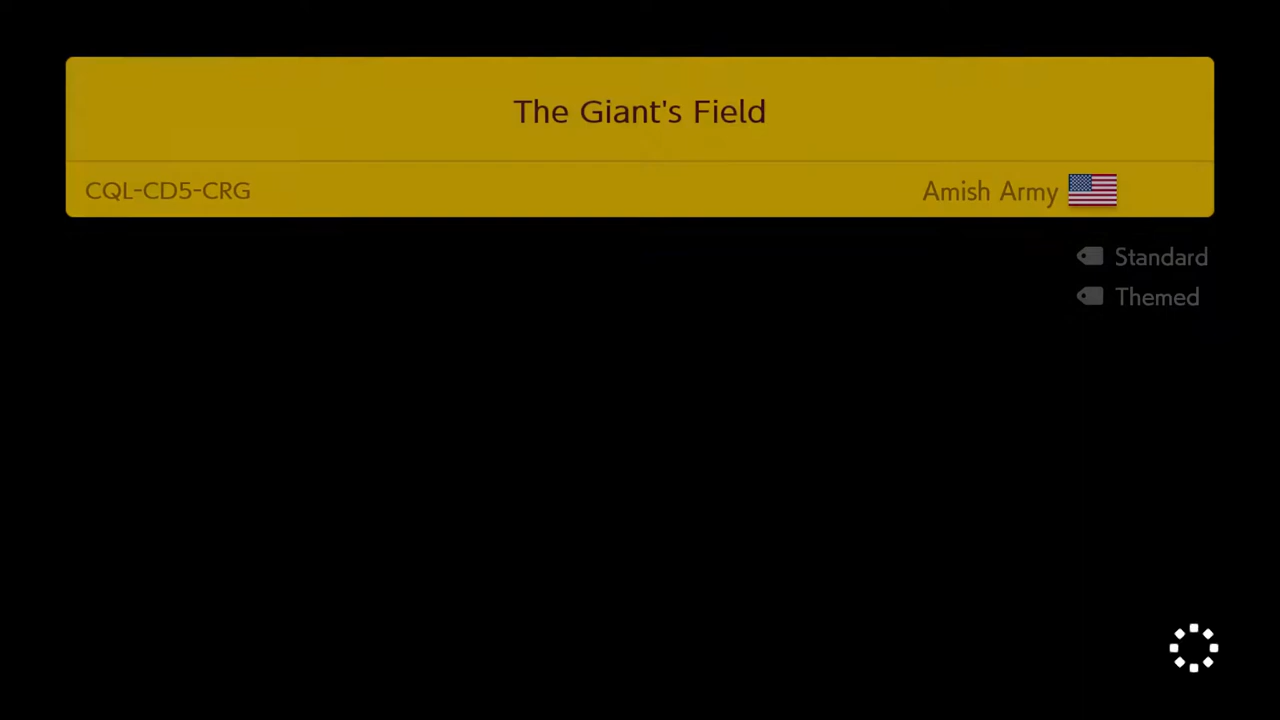 The Giant's Field
CQL-CD5-CRG
Amish Army
Standard
Themed